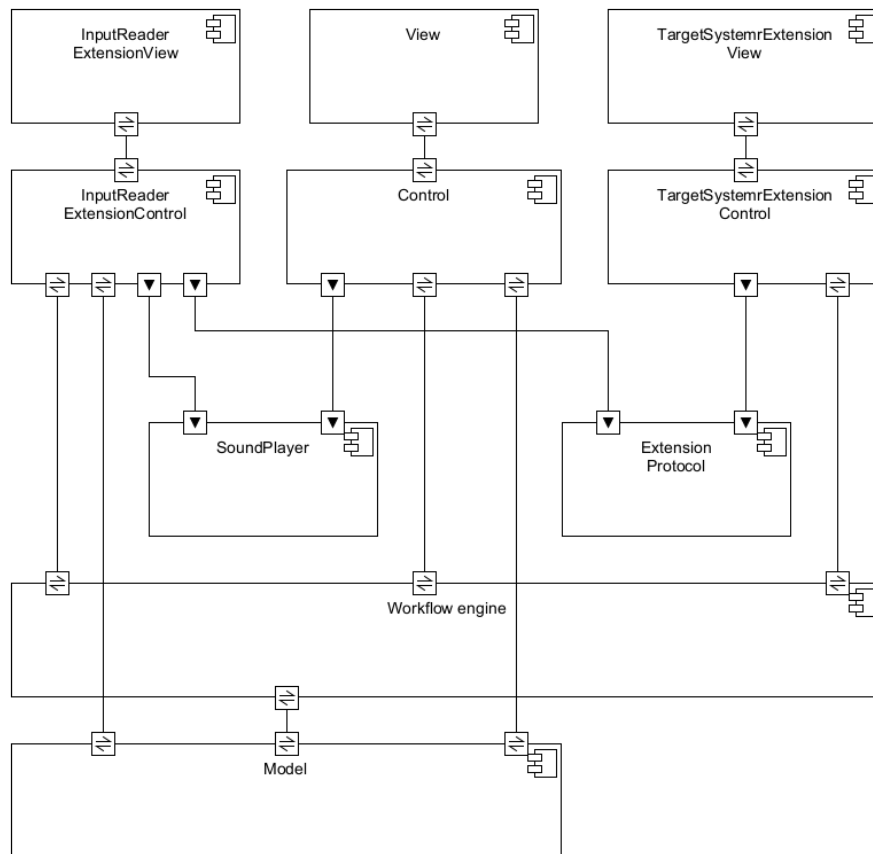 InputReader
ExtensionView
View
TargetSystemrExtension
View
InputReader
ExtensionControl
Control
TargetSystemrExtension
Control
SoundPlayer
Extension
Protocol
Workflow engine
Model